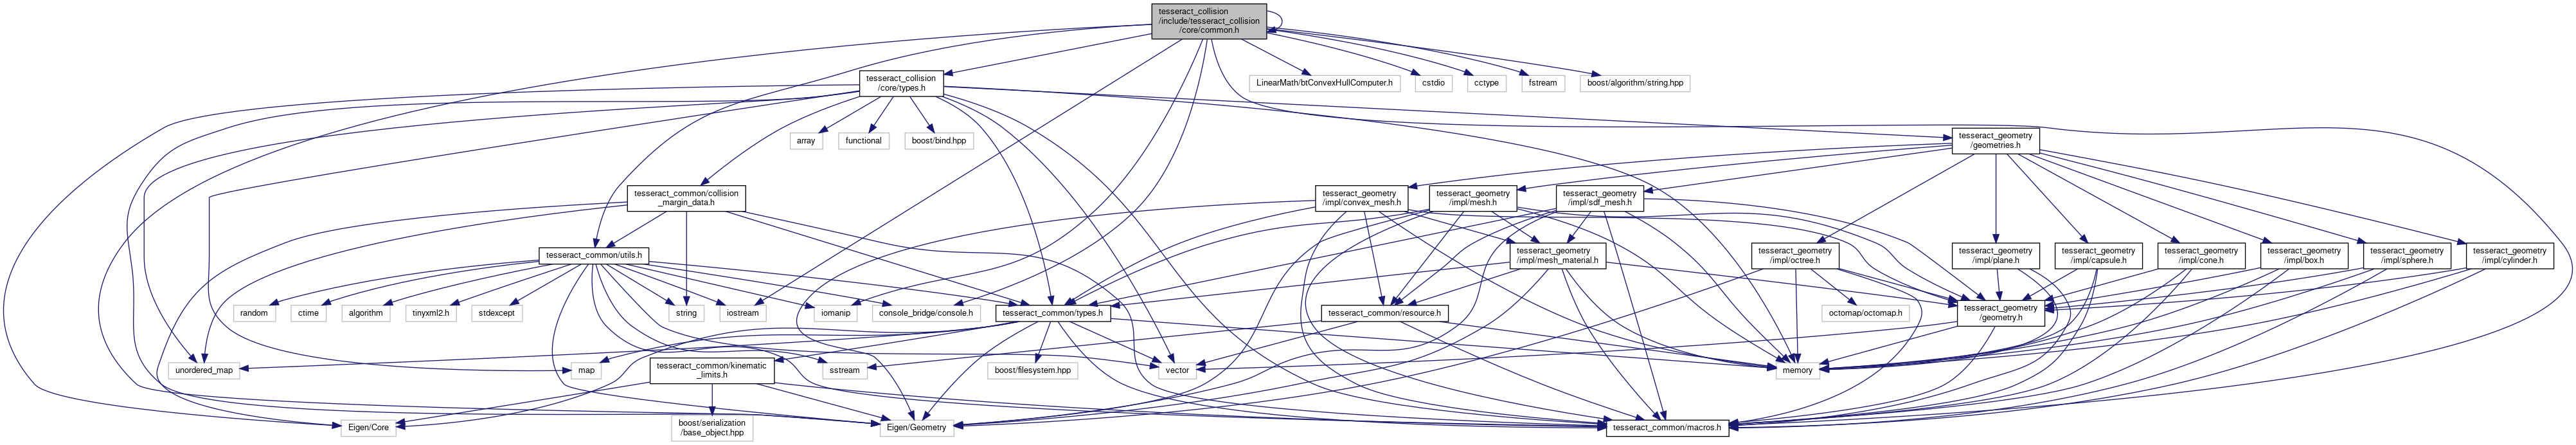 tesseract_collision
/include/tesseract_collision
/core/common.h
tesseract_collision
/core/types.h
LinearMath/btConvexHullComputer.h
cstdio
cctype
fstream
boost/algorithm/string.hpp
array
functional
boost/bind.hpp
tesseract_geometry
/geometries.h
tesseract_common/collision
_margin_data.h
tesseract_geometry
/impl/convex_mesh.h
tesseract_geometry
/impl/mesh.h
tesseract_geometry
/impl/sdf_mesh.h
tesseract_common/utils.h
tesseract_geometry
/impl/mesh_material.h
tesseract_geometry
/impl/octree.h
tesseract_geometry
/impl/plane.h
tesseract_geometry
/impl/capsule.h
tesseract_geometry
/impl/cone.h
tesseract_geometry
/impl/box.h
tesseract_geometry
/impl/sphere.h
tesseract_geometry
/impl/cylinder.h
random
ctime
algorithm
tinyxml2.h
stdexcept
string
iostream
iomanip
console_bridge/console.h
tesseract_common/types.h
tesseract_common/resource.h
octomap/octomap.h
tesseract_geometry
/geometry.h
unordered_map
map
tesseract_common/kinematic
_limits.h
sstream
boost/filesystem.hpp
vector
memory
Eigen/Core
boost/serialization
/base_object.hpp
Eigen/Geometry
tesseract_common/macros.h